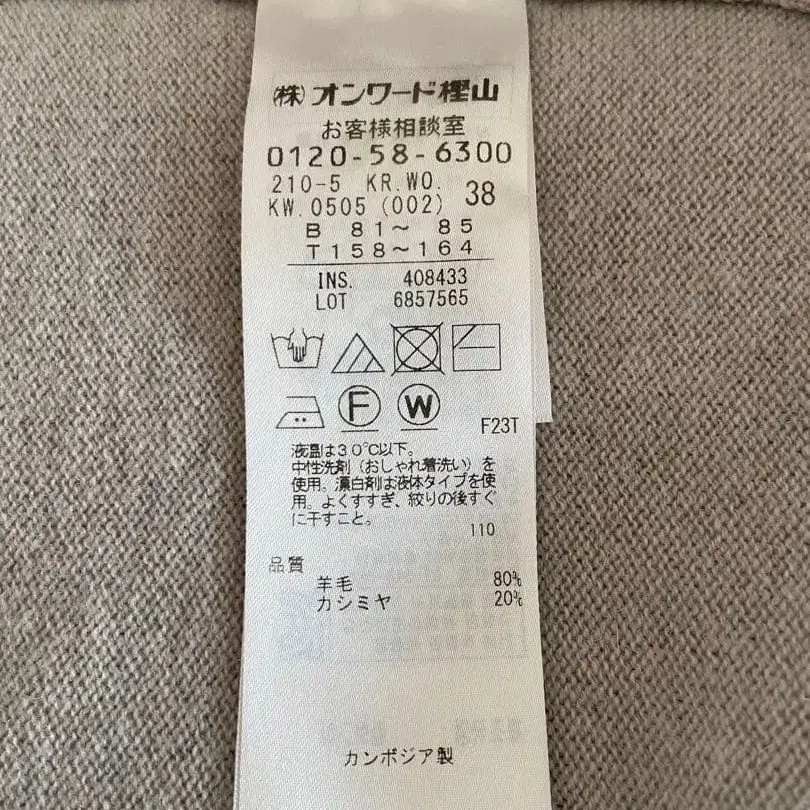 (株)オンワード樫山
お客様相談室
0120-58-6300
210-5 KR.WO.
KW.0505 (002) 38
B 81～ 85
T158～164
INS. 408433
LOT 6857565
F W
F23T
液温は30℃以下。
中性洗剤（おしゃれ着洗い）を
使用。漂白剤は液体タイプを使
用。よくすすぎ、絞りの後すぐ
に干すこと。
110
品質
羊毛 80%
カシミヤ 20%
カンボジア製